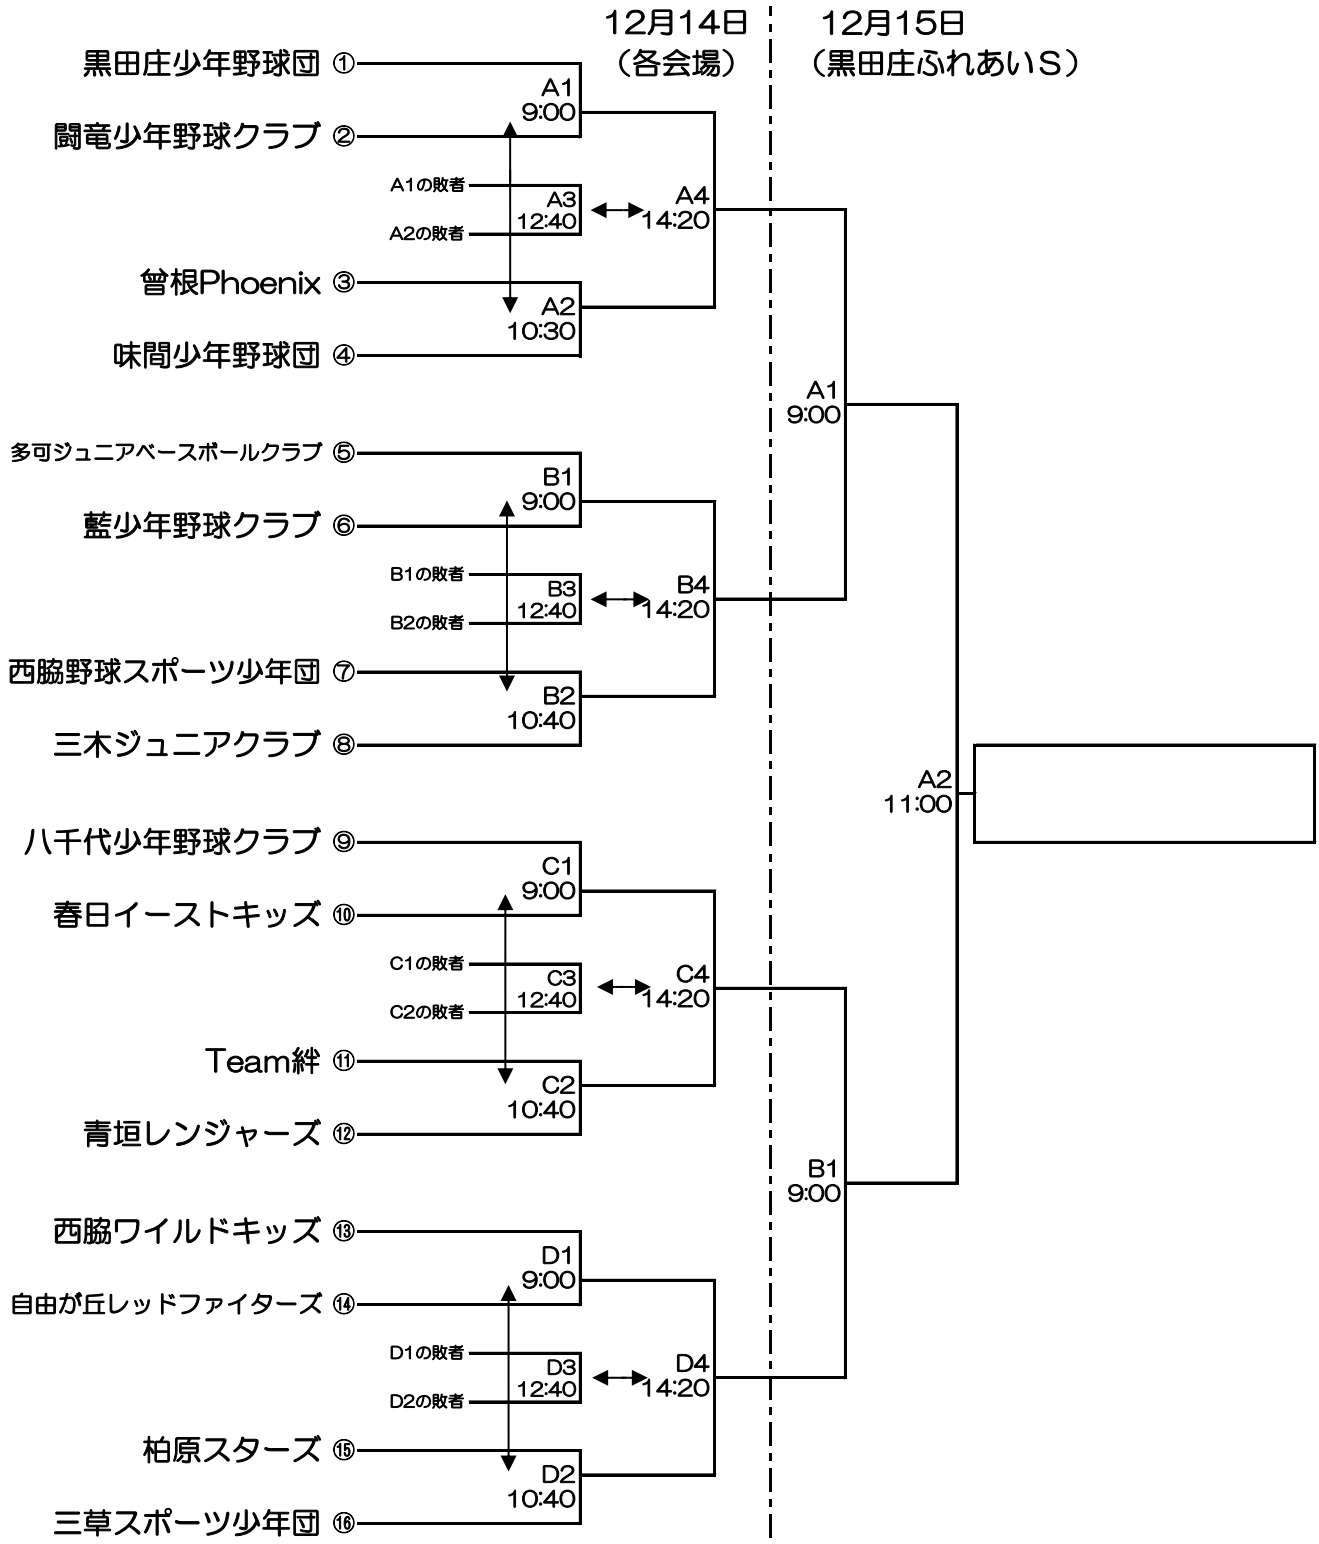 12月14日
(各会場)
12月15日
(黒田庄ふれあいS)
黒田庄少年野球団 ①
A1
9:00
闘竜少年野球クラブ ②
A1の敗者
A3
12:40
A2の敗者
A4
14:20
曾根Phoenix ③
A2
10:30
味間少年野球団 ④
A1
9:00
多可ジュニアベースボールクラブ ⑤
B1
9:00
藍少年野球クラブ ⑥
B1の敗者
B3
12:40
B2の敗者
B4
14:20
西脇野球スポーツ少年団 ⑦
B2
10:40
三木ジュニアクラブ ⑧
A2
11:00
八千代少年野球クラブ ⑨
C1
9:00
春日イーストキッズ ⑩
C1の敗者
C3
12:40
C2の敗者
C4
14:20
Team絆 ⑪
C2
10:40
青垣レンジャーズ ⑫
B1
9:00
西脇ワイルドキッズ ⑬
D1
9:00
自由が丘レッドファイターズ ⑭
D1の敗者
D3
12:40
D2の敗者
D4
14:20
柏原スターズ ⑮
D2
10:40
三草スポーツ少年団 ⑯